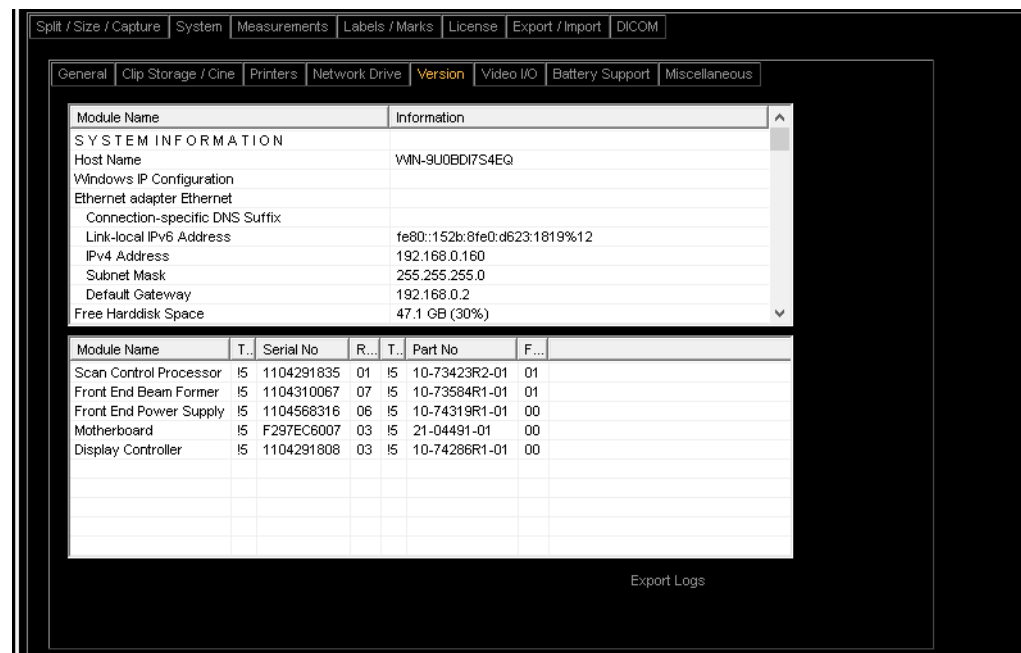 Split / Size / Capture System Measurements Labels / Marks License Export / Import DICOM
General Clip Storage / Cine Printers Network Drive Version Video I/O Battery Support Miscellaneous
Module Name Information
S Y S T E M I N F O R M A T I O N
Host Name WIN-9U0BDI7S4EQ
Windows IP Configuration
Ethernet adapter Ethernet
Connection-specific DNS Suffix
Link-local IPv6 Address fe80::152b:8fe0:d623:1819%12
IPv4 Address 192.168.0.160
Subnet Mask 255.255.255.0
Default Gateway 192.168.0.2
Free Harddisk Space 47.1 GB (30%)
Module Name T... Serial No R... T... Part No F...
Scan Control Processor !5 1104291835 01 !5 10-73423R2-01 01
Front End Beam Former !5 1104310067 07 !5 10-73584R1-01 01
Front End Power Supply !5 1104568316 06 !5 10-74319R1-01 00
Motherboard !5 F297EC6007 03 !5 21-04491-01 00
Display Controller !5 1104291808 03 !5 10-74286R1-01 00
Export Logs